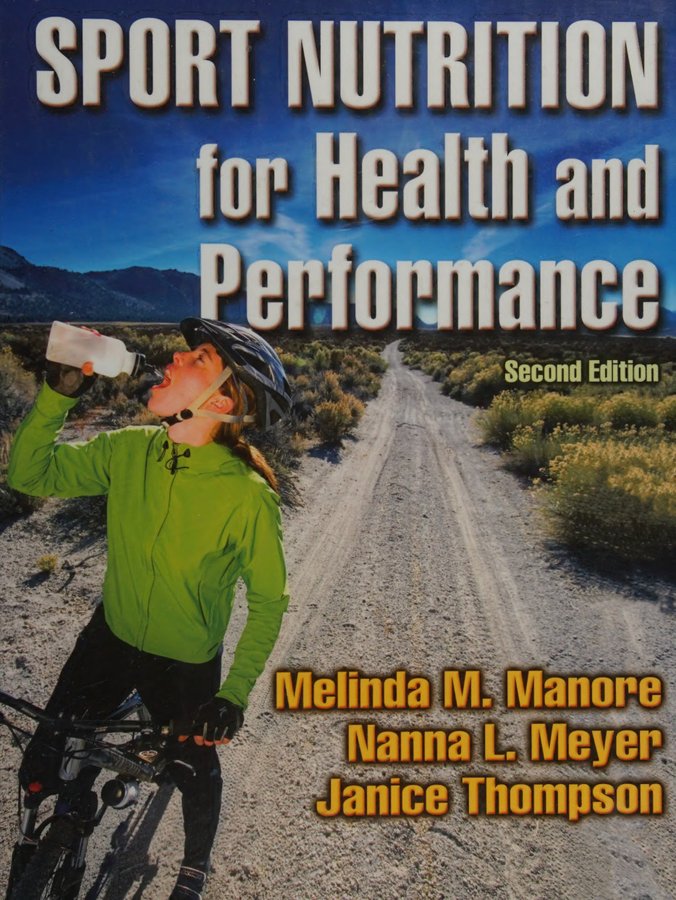 SPORT NUTRITION
for Health and
Performance
Second Edition
Melinda M. Manore
Nanna L. Meyer
Janice Thompson